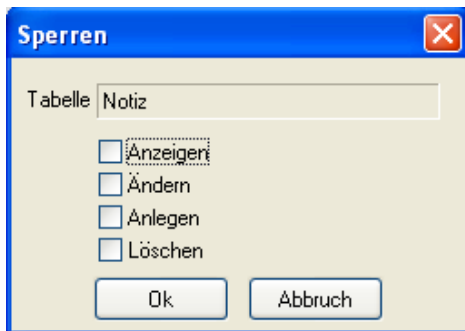 Sperren
Tabelle Notiz
Anzeigen
Ändern
Anlegen
Löschen
Ok Abbruch